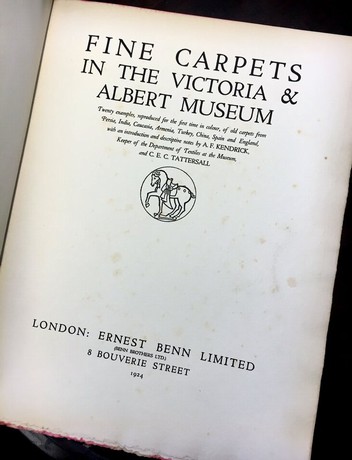 FINE CARPETS
IN THE VICTORIA &
ALBERT MUSEUM
Twenty examples, reproduced for the first time in colour, of old carpets from
Persia, India, Caucasia, Armenia, Turkey, China, Spain and England,
with an introduction and descriptive notes by A. F. KENDRICK,
Keeper of the Department of Textiles at the Museum,
and C. E. C. TATTERSALL
LONDON: ERNEST BENN LIMITED
(BENN BROTHERS LTD)
8 BOUVERIE STREET
1924